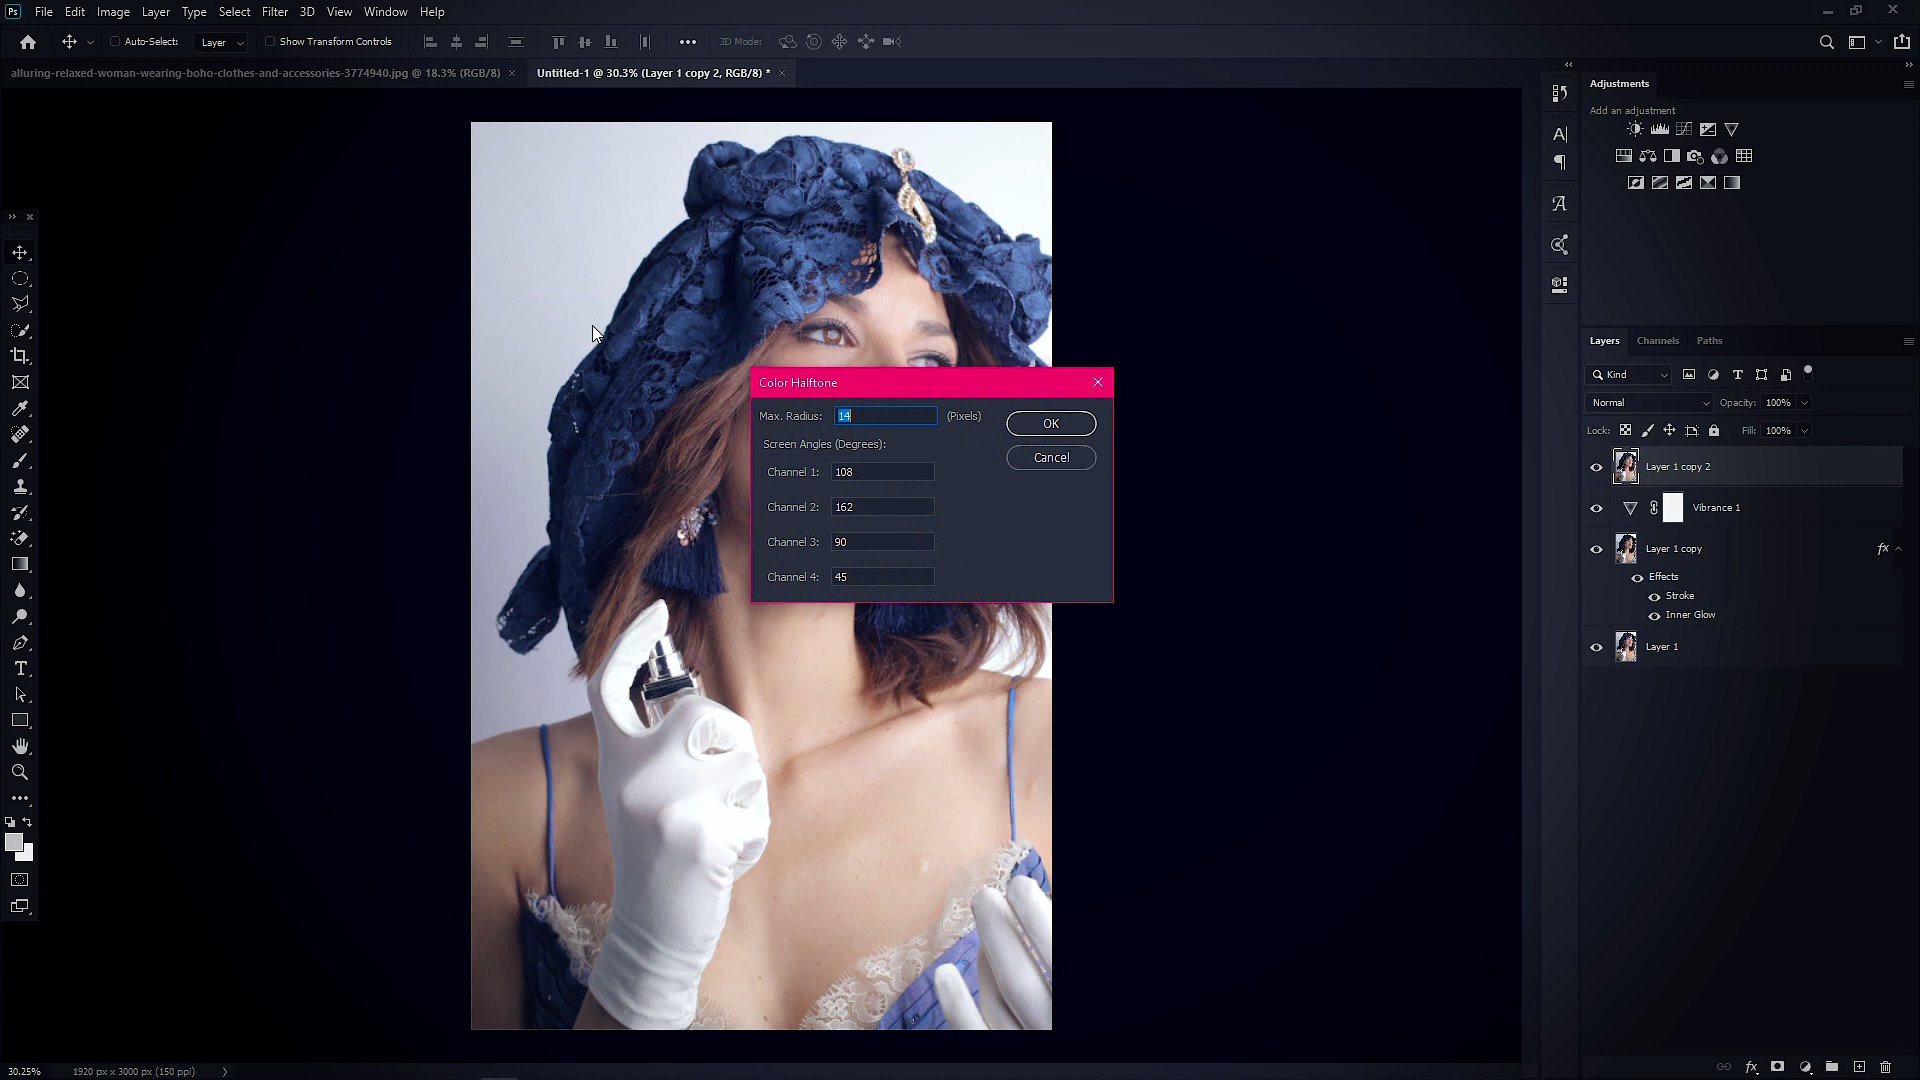 Ps File Edit Image Layer Type Select Filter 3D View Window Help
Auto-Select: Layer Show Transform Controls 3D Mode:
alluring-relaxed-woman-wearing-boho-clothes-and-accessories-3774940.jpg @ 18.3% (RGB/8) × Untitled-1 @ 30.3% (Layer 1 copy 2, RGB/8) * ×
Adjustments
Add an adjustment
Color Halftone
Max. Radius: 14 (Pixels)
OK
Screen Angles (Degrees):
Cancel
Channel 1: 108
Channel 2: 162
Channel 3: 90
Channel 4: 45
Layers Channels Paths
Kind
Normal Opacity: 100%
Lock: Fill: 100%
Layer 1 copy 2
Vibrance 1
Layer 1 copy fx
Effects
Stroke
Inner Glow
Layer 1
30.25% 1920 px x 3000 px (150 ppi)
fx